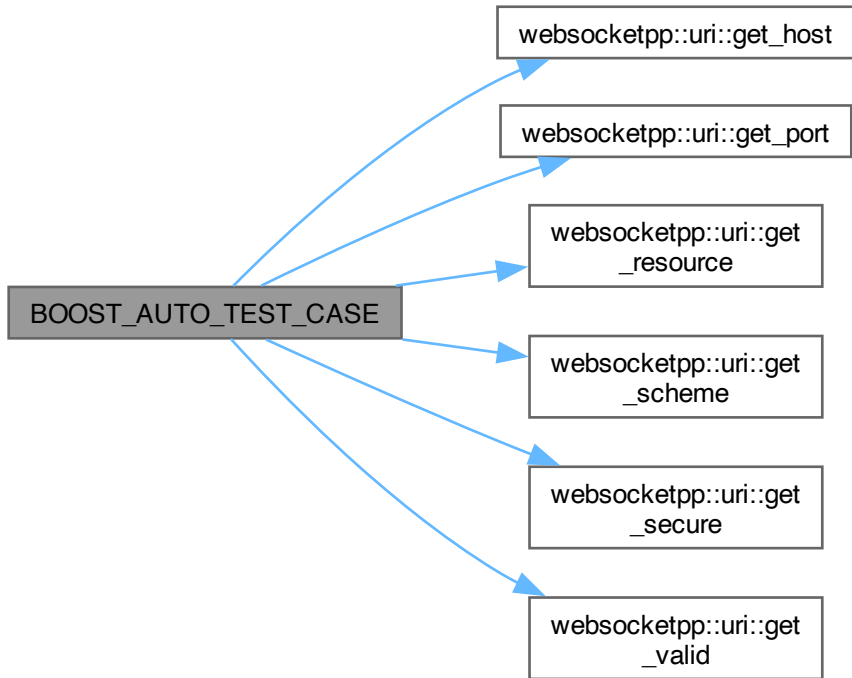 websocketpp::uri::get_host
websocketpp::uri::get_port
websocketpp::uri::get
_resource
BOOST_AUTO_TEST_CASE
websocketpp::uri::get
_scheme
websocketpp::uri::get
_secure
websocketpp::uri::get
_valid